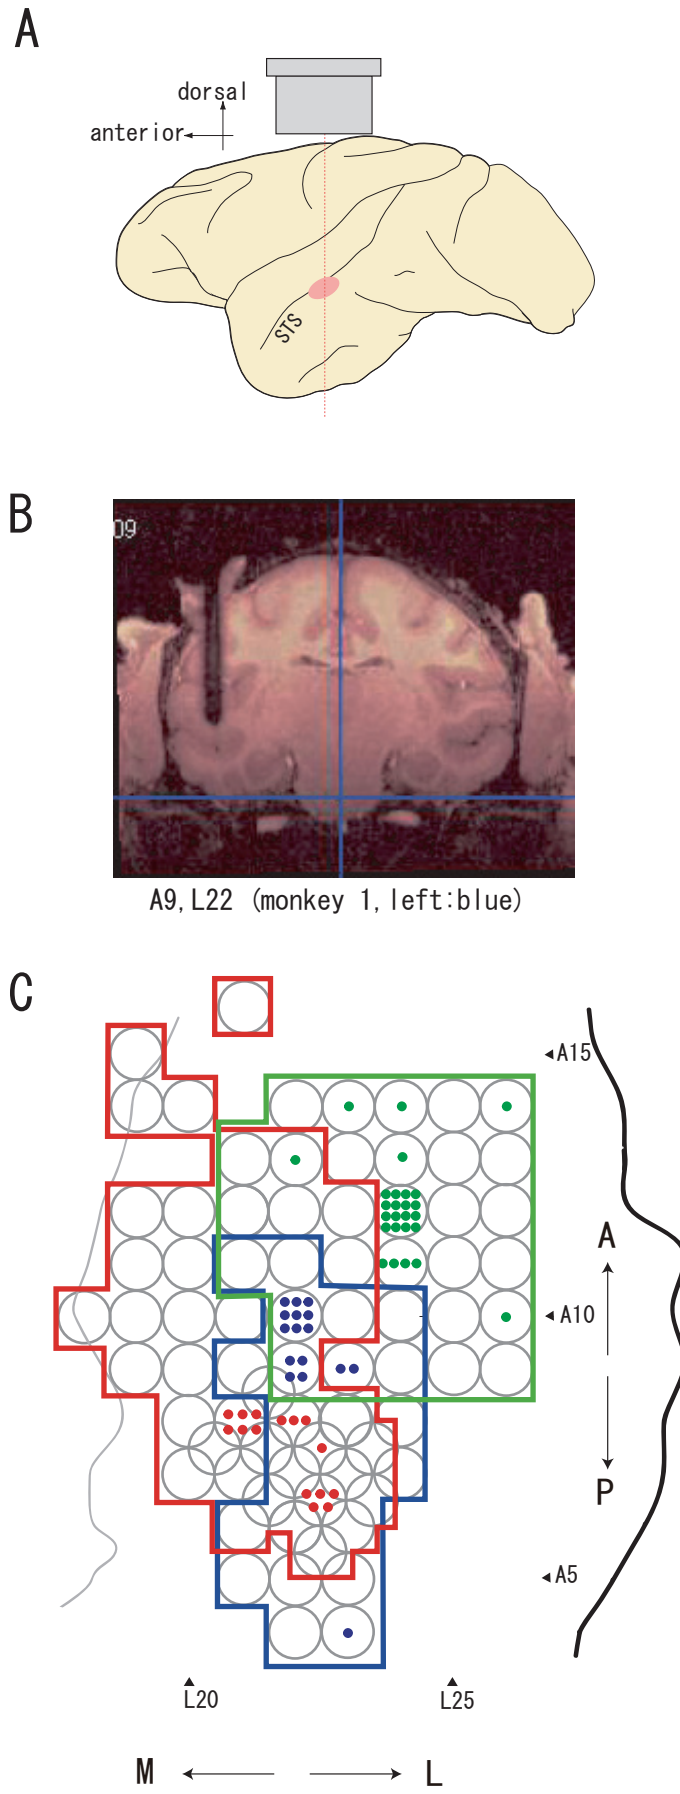 A
dorsal
anterior
STS
B
09
A9, L22 (monkey 1, left:blue)
C
A15
A
A10
P
A5
L20
L25
M
L